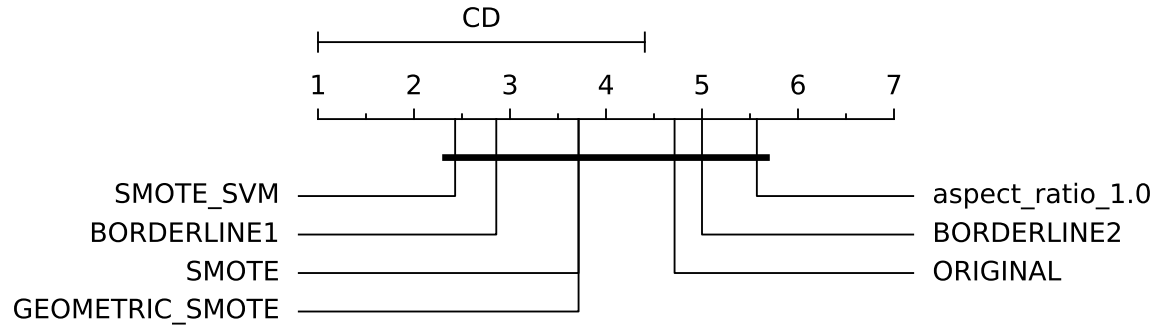 CD
1 2 3 4 5 6 7
SMOTE_SVM
aspect_ratio_1.0
BORDERLINE1
BORDERLINE2
SMOTE
ORIGINAL
GEOMETRIC_SMOTE